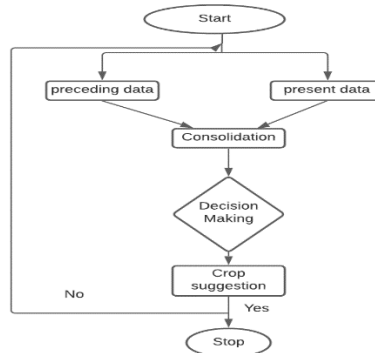 Start
preceding data
present data
Consolidation
Decision
Making
Crop
suggestion
No
Yes
Stop